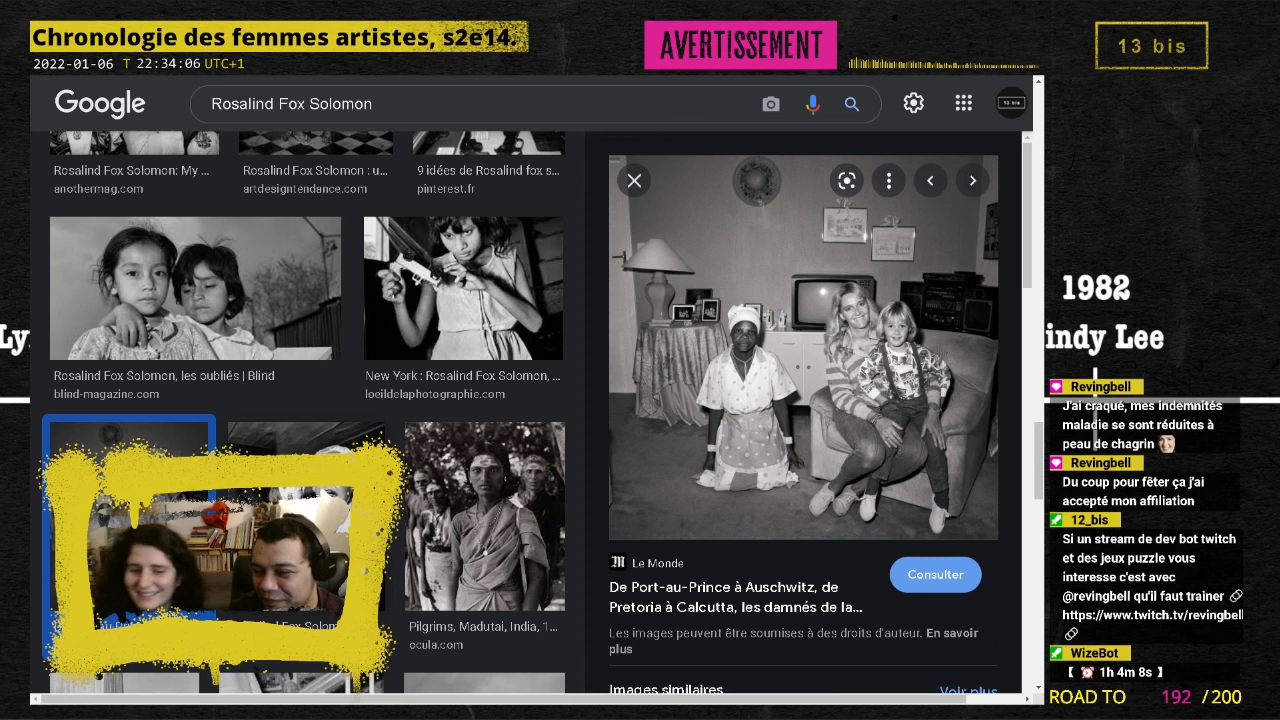 Chronologie des femmes artistes, s2e14.
2022-01-06 T 22:34:06 UTC+1
AVERTISSEMENT
13 bis
Google
Rosalind Fox Solomon
13 bis
Rosalind Fox Solomon: My ...
anothermag.com
Rosalind Fox Solomon : u...
artdesigntendance.com
9 idées de Rosalind fox s...
pinterest.fr
Rosalind Fox Solomon, les oubliés | Blind
blind-magazine.com
New York : Rosalind Fox Solomon, ...
loeildelaphotographie.com
Pilgrims, Madutai, India, 1...
ocula.com
Le Monde
De Port-au-Prince à Auschwitz, de
Pretoria à Calcutta, les damnés de la...
Consulter
Les images peuvent être soumises à des droits d'auteur. En savoir
plus
Images similaires
Voir plus
Ly
1982
indy Lee
Revingbell
J'ai craqué, mes indemnités
maladie se sont réduites à
peau de chagrin
Revingbell
Du coup pour fêter ça j'ai
accepté mon affiliation
12_bis
Si un stream de dev bot twitch
et des jeux puzzle vous
interesse c'est avec
@revingbell qu'il faut trainer
https://www.twitch.tv/revingbell
WizeBot
【 ⏰ 1h 4m 8s 】
ROAD TO 192 / 200